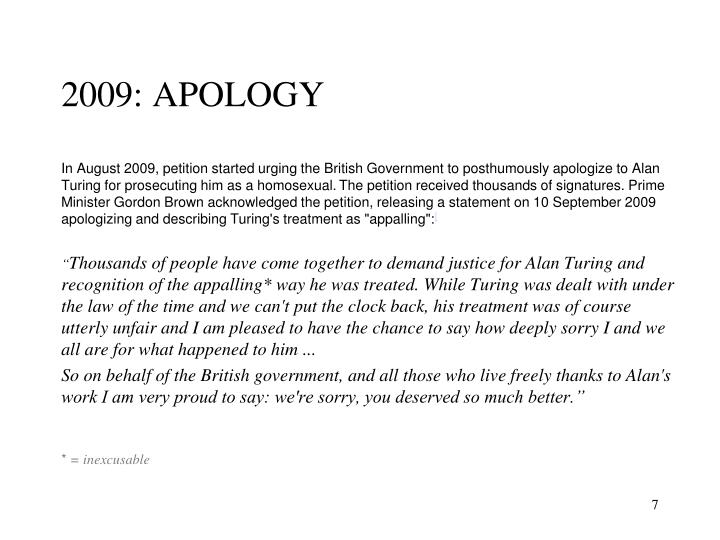 2009: APOLOGY
In August 2009, petition started urging the British Government to posthumously apologize to Alan
Turing for prosecuting him as a homosexual. The petition received thousands of signatures. Prime
Minister Gordon Brown acknowledged the petition, releasing a statement on 10 September 2009
apologizing and describing Turing's treatment as "appalling":
“Thousands of people have come together to demand justice for Alan Turing and
recognition of the appalling* way he was treated. While Turing was dealt with under
the law of the time and we can't put the clock back, his treatment was of course
utterly unfair and I am pleased to have the chance to say how deeply sorry I and we
all are for what happened to him ...
So on behalf of the British government, and all those who live freely thanks to Alan's
work I am very proud to say: we're sorry, you deserved so much better.”
* = inexcusable
7